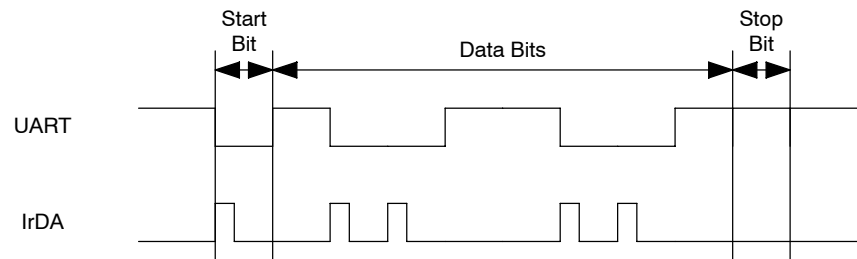 Start
Bit
Data Bits
Stop
Bit
UART
IrDA